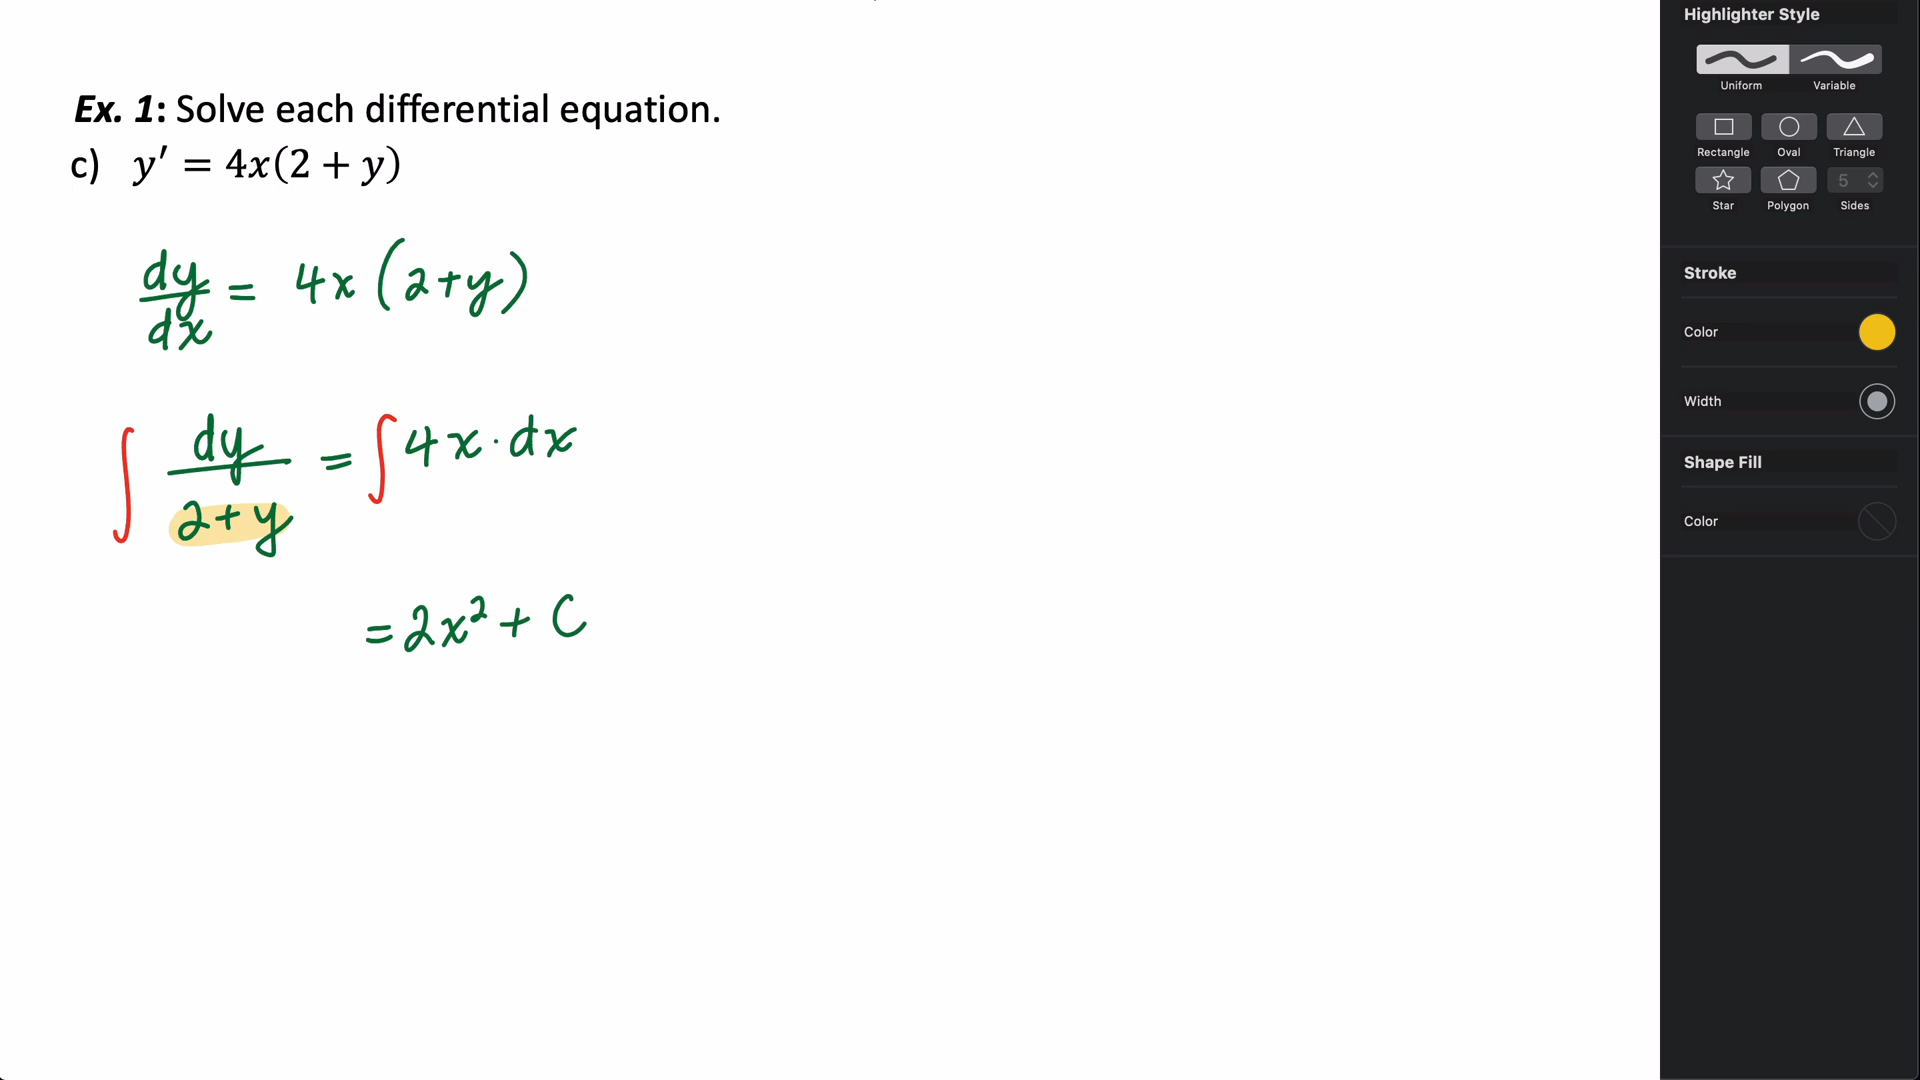 Ex. 1: Solve each differential equation.
c) y′ = 4x(2 + y)
dy/dx = 4x (2+y)
∫ dy/(2+y) = ∫ 4x · dx
= 2x² + C
Highlighter Style
Uniform Variable
Rectangle Oval Triangle
5
Star Polygon Sides
Stroke
Color
Width
Shape Fill
Color